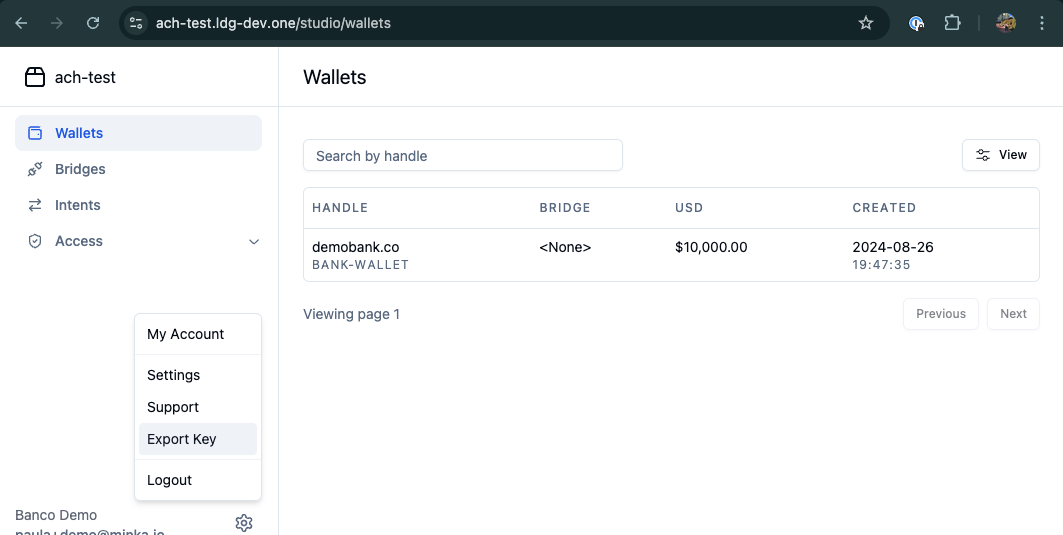 ach-test.ldg-dev.one/studio/wallets
ach-test
Wallets
Bridges
Intents
Access
My Account
Settings
Support
Export Key
Logout
Banco Demo
paula+demo@minka.io
Wallets
Search by handle
View
HANDLE BRIDGE USD CREATED
demobank.co <None> $10,000.00 2024-08-26
BANK-WALLET 19:47:35
Viewing page 1
Previous Next